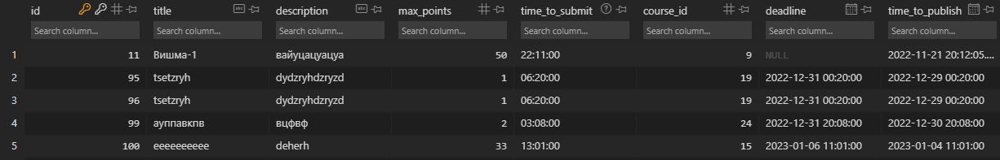 id title description max_points time_to_submit course_id deadline time_to_publish
Search column... Search column... Search column... Search column... Search column... Search column... Search column... Search column...
1 11 Вишма-1 вайуцацуацуа 50 22:11:00 9 NULL 2022-11-21 20:12:05....
2 95 tsetzryh dydzryhdzryzd 1 06:20:00 19 2022-12-31 00:20:00 2022-12-29 00:20:00
3 96 tsetzryh dydzryhdzryzd 1 06:20:00 19 2022-12-31 00:20:00 2022-12-29 00:20:00
4 99 ауппавкпв вцфвф 2 03:08:00 24 2022-12-31 20:08:00 2022-12-30 20:08:00
5 100 eeeeeeeeee deherh 33 13:01:00 15 2023-01-06 11:01:00 2023-01-04 11:01:00